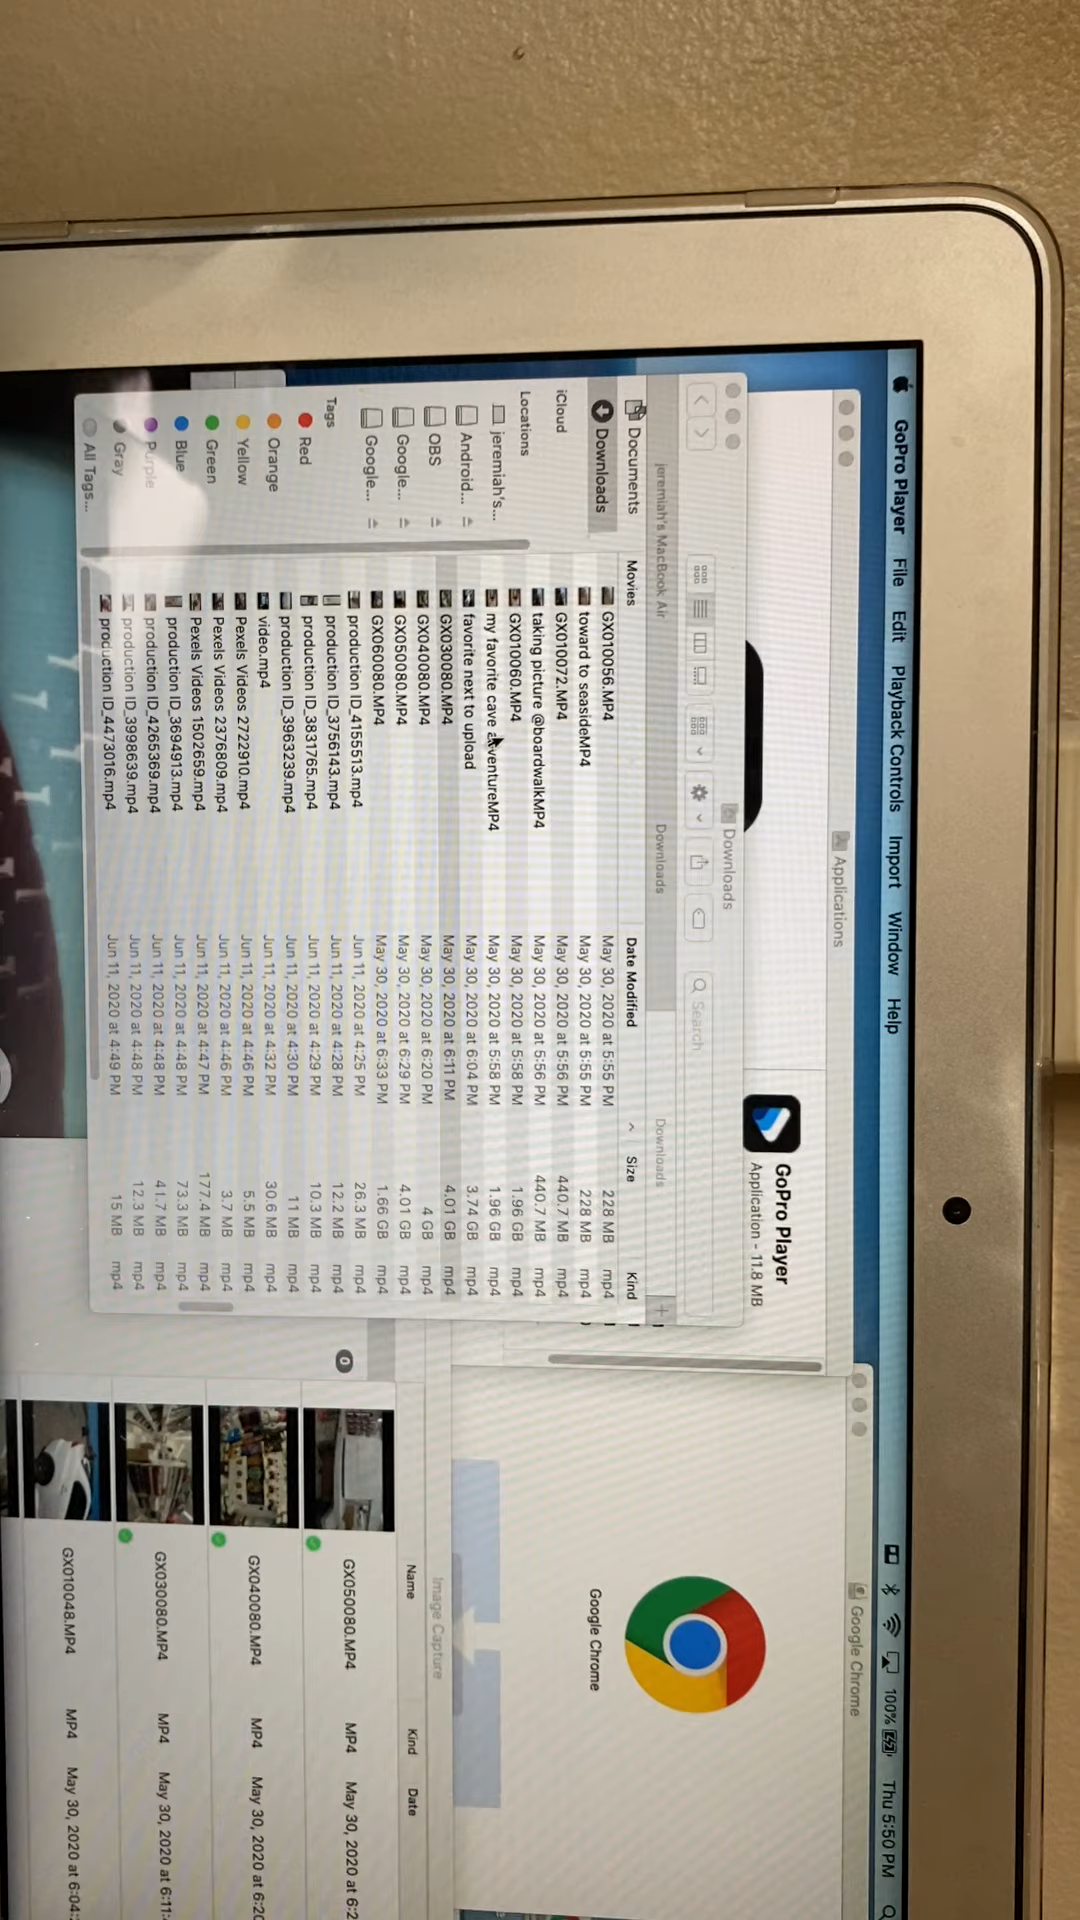 GoPro Player File Edit Playback Controls Import Window Help 100% Thu 5:50 PM
Applications
Google Chrome
GoPro Player
Application - 11.8 MB
Downloads
Search
jeremiah's MacBook Air Downloads Downloads
Documents
Downloads
iCloud
Locations
jeremiah's...
Android...
OBS
Google...
Google...
Tags
Red
Orange
Yellow
Green
Blue
Purple
Gray
All Tags...
Movies Date Modified Size Kind
GX010056.MP4 May 30, 2020 at 5:55 PM 228 MB mp4
toward to seasideMP4 May 30, 2020 at 5:55 PM 228 MB mp4
GX010072.MP4 May 30, 2020 at 5:56 PM 440.7 MB mp4
taking picture @boardwalkMP4 May 30, 2020 at 5:56 PM 440.7 MB mp4
GX010060.MP4 May 30, 2020 at 5:58 PM 1.96 GB mp4
my favorite cave adventureMP4 May 30, 2020 at 5:58 PM 1.96 GB mp4
favorite next to upload May 30, 2020 at 6:04 PM 3.74 GB mp4
GX030080.MP4 May 30, 2020 at 6:11 PM 4.01 GB mp4
GX040080.MP4 May 30, 2020 at 6:20 PM 4 GB mp4
GX050080.MP4 May 30, 2020 at 6:29 PM 4.01 GB mp4
GX060080.MP4 May 30, 2020 at 6:33 PM 1.66 GB mp4
production ID_4155513.mp4 Jun 11, 2020 at 4:25 PM 26.3 MB mp4
production ID_3756143.mp4 Jun 11, 2020 at 4:28 PM 12.2 MB mp4
production ID_3831765.mp4 Jun 11, 2020 at 4:29 PM 10.3 MB mp4
production ID_3963239.mp4 Jun 11, 2020 at 4:30 PM 11 MB mp4
video.mp4 Jun 11, 2020 at 4:32 PM 30.6 MB mp4
Pexels Videos 2722910.mp4 Jun 11, 2020 at 4:46 PM 5.5 MB mp4
Pexels Videos 2376809.mp4 Jun 11, 2020 at 4:46 PM 3.7 MB mp4
Pexels Videos 1502659.mp4 Jun 11, 2020 at 4:47 PM 177.4 MB mp4
production ID_3694913.mp4 Jun 11, 2020 at 4:48 PM 73.3 MB mp4
production ID_4265369.mp4 Jun 11, 2020 at 4:48 PM 41.7 MB mp4
production ID_3998639.mp4 Jun 11, 2020 at 4:48 PM 12.3 MB mp4
production ID_4473016.mp4 Jun 11, 2020 at 4:49 PM 15 MB mp4
Google Chrome
Image Capture
0
Name Kind Date
GX050080.MP4 MP4 May 30, 2020 at 6:2
GX040080.MP4 MP4 May 30, 2020 at 6:20
GX030080.MP4 MP4 May 30, 2020 at 6:11:
GX010048.MP4 MP4 May 30, 2020 at 6:04: